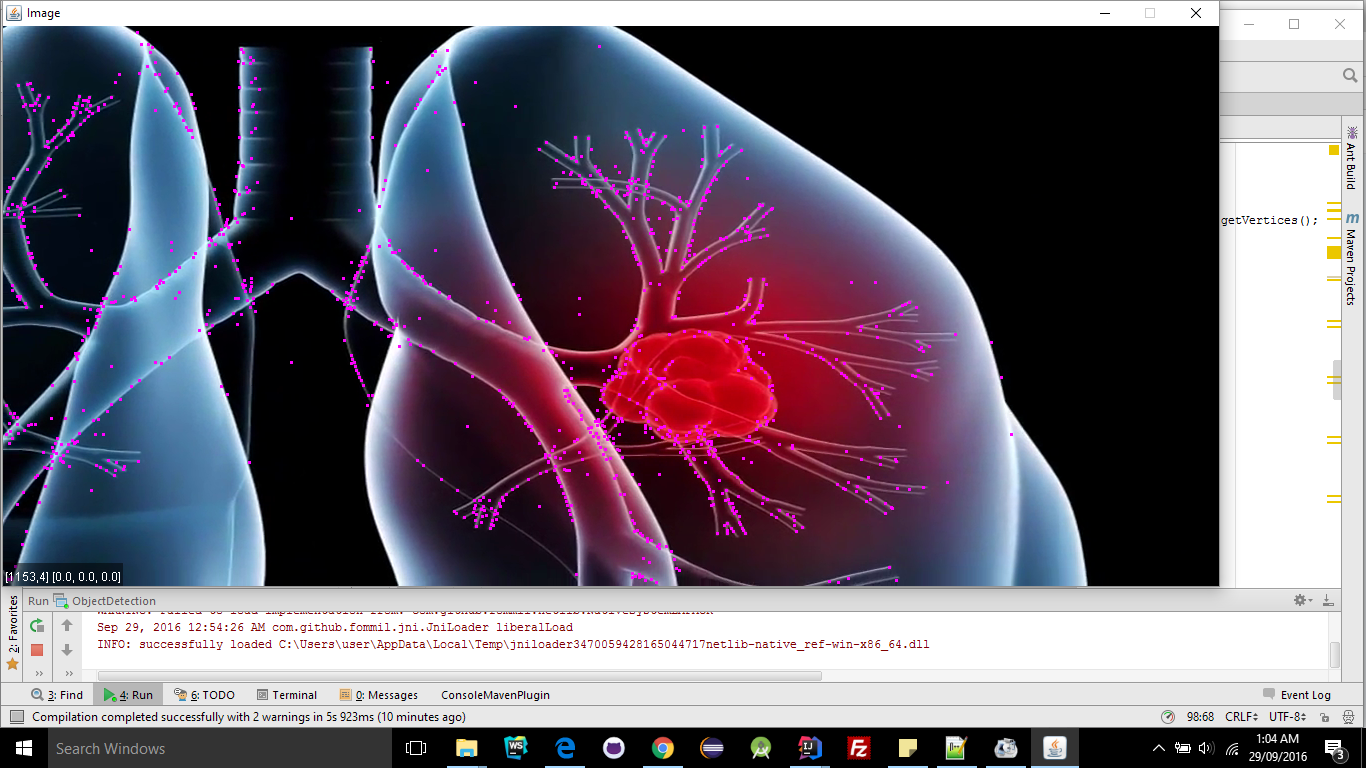 Image
getVertices();
Ant Build
m
Maven Projects
[1153,4] [0.0, 0.0, 0.0]
2: Favorites
Run ObjectDetection
Sep 29, 2016 12:54:26 AM com.github.fommil.jni.JniLoader liberalLoad
INFO: successfully loaded C:\Users\user\AppData\Local\Temp\jniloader3470059428165044717netlib-native_ref-win-x86_64.dll
3: Find 4: Run 6: TODO Terminal 0: Messages ConsoleMavenPlugin Event Log
Compilation completed successfully with 2 warnings in 5s 923ms (10 minutes ago) 98:68 CRLF UTF-8
Search Windows
WS
IJ
FZ
1:04 AM
29/09/2016
3